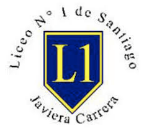 Liceo N° 1 de Santiago
L1
Javiera Carrera